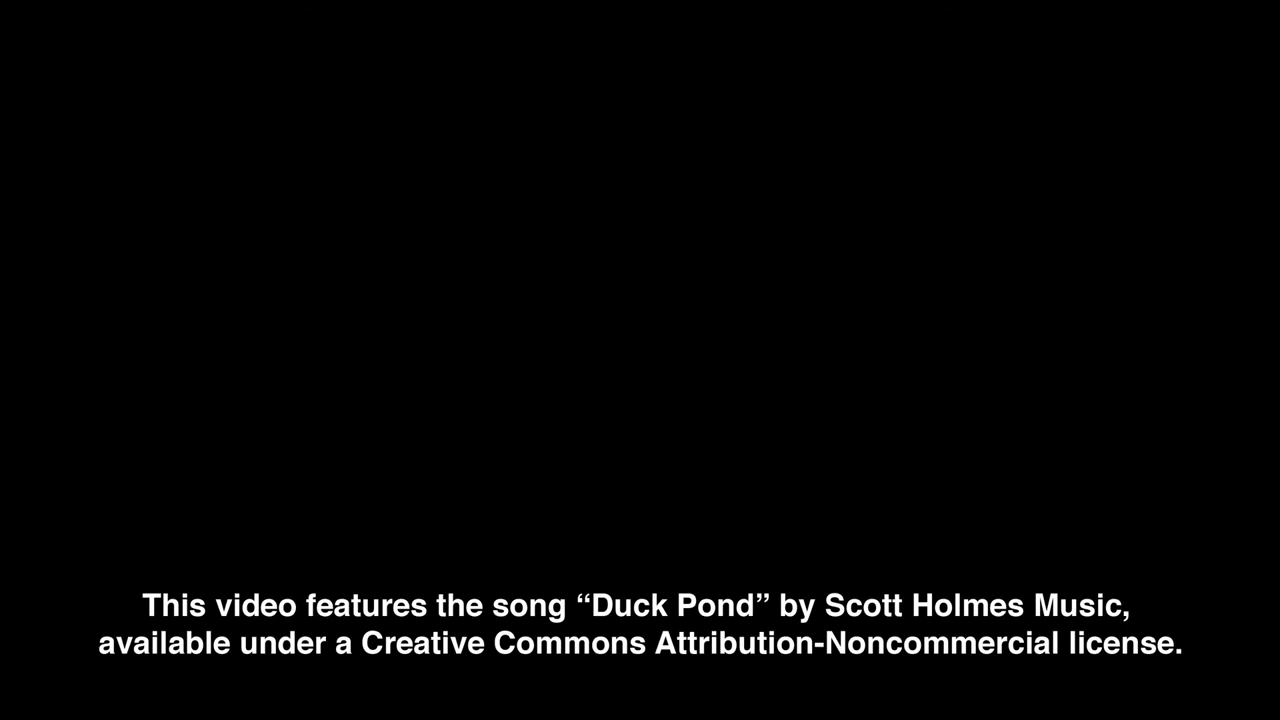 This video features the song “Duck Pond” by Scott Holmes Music,
available under a Creative Commons Attribution-Noncommercial license.